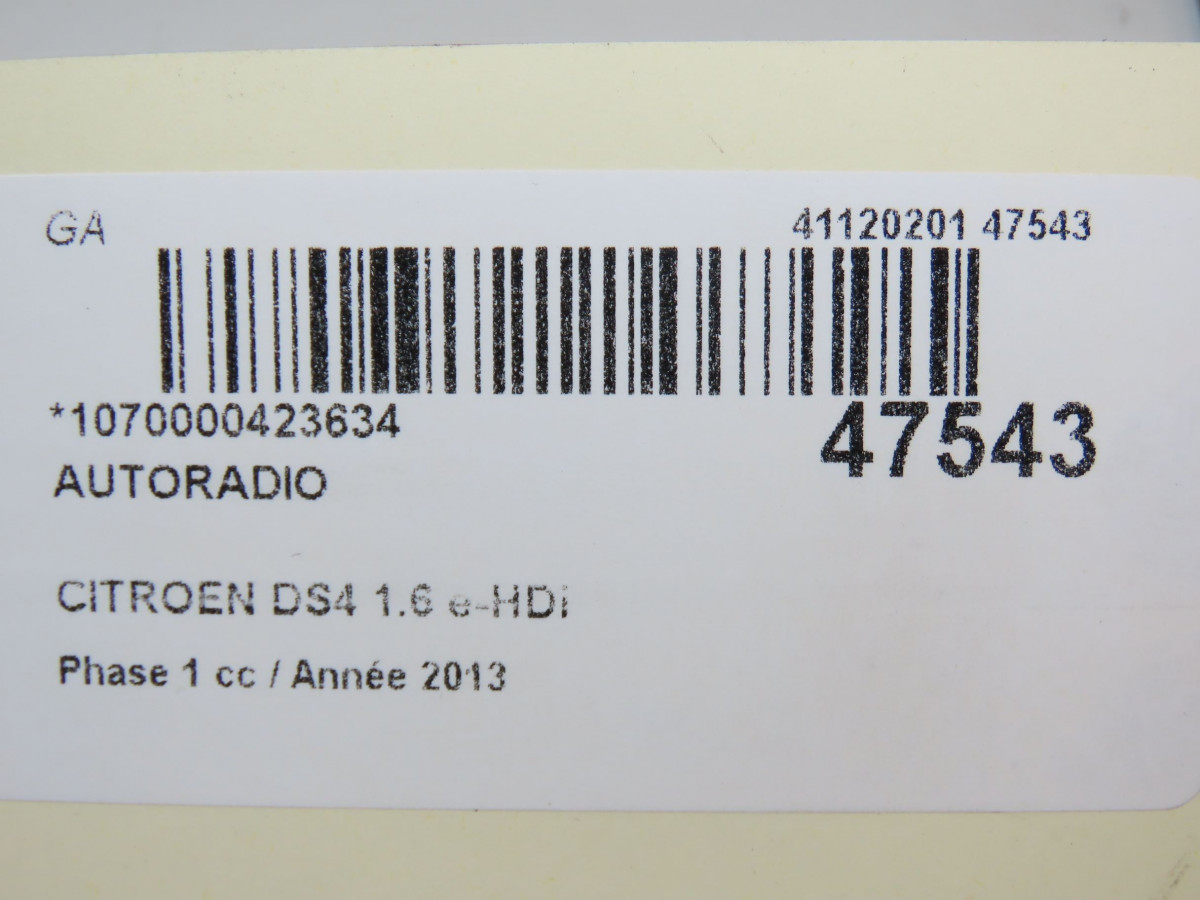 GA 41120201 47543
*1070000423634 47543
AUTORADIO
CITROEN DS4 1.6 e-HDi
Phase 1 cc / Année 2013